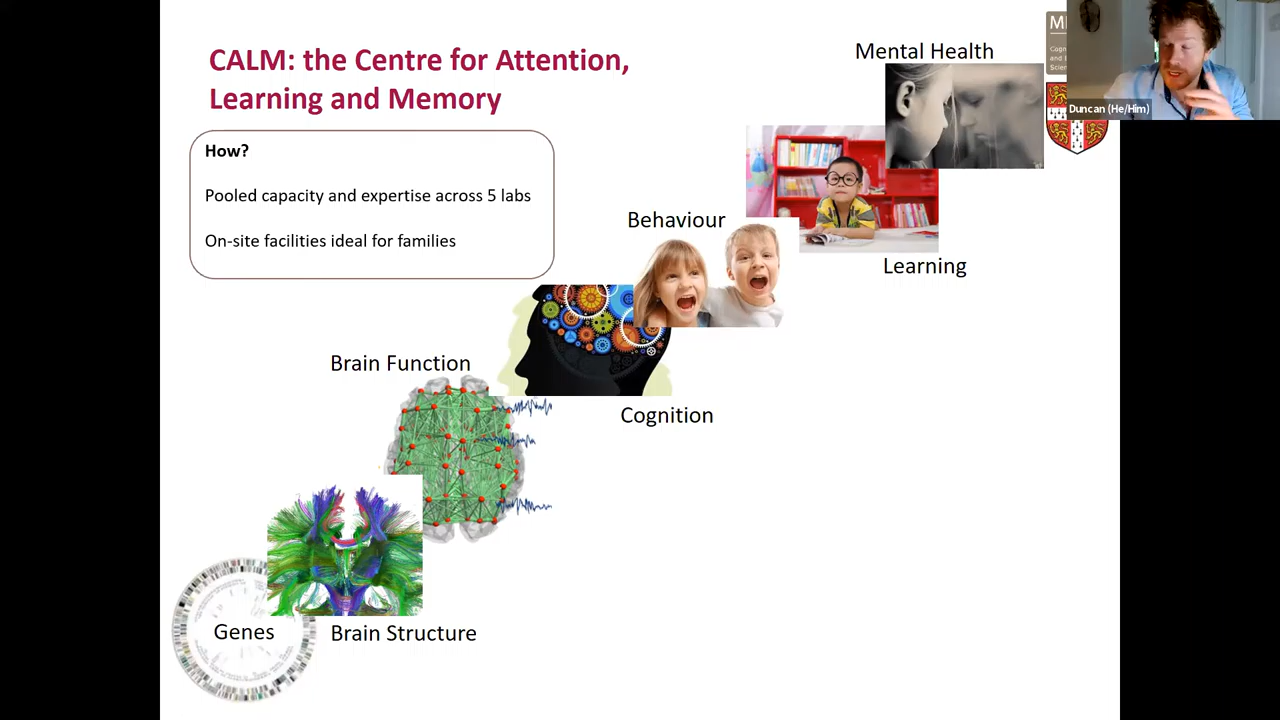 CALM: the Centre for Attention,
Learning and Memory
How?
Pooled capacity and expertise across 5 labs
On-site facilities ideal for families
Mental Health
Duncan (He/Him)
Behaviour
Learning
Brain Function
Cognition
Genes
Brain Structure